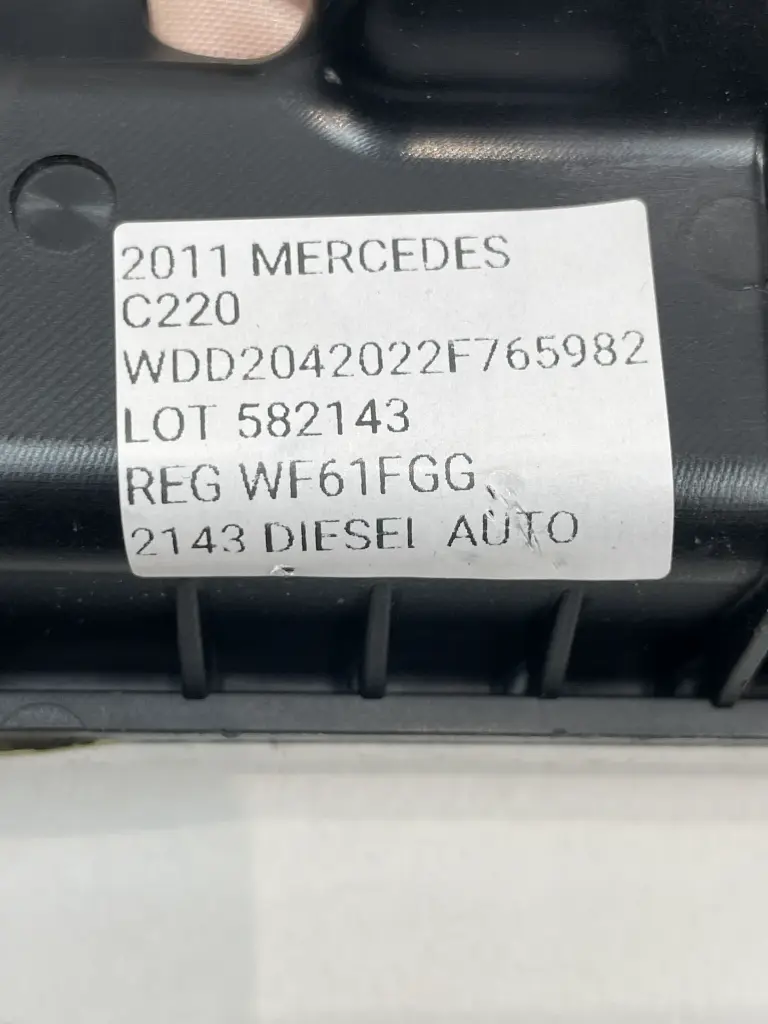 2011 MERCEDES
C220
WDD2042022F765982
LOT 582143
REG WF61FGG
2143 DIESEL AUTO